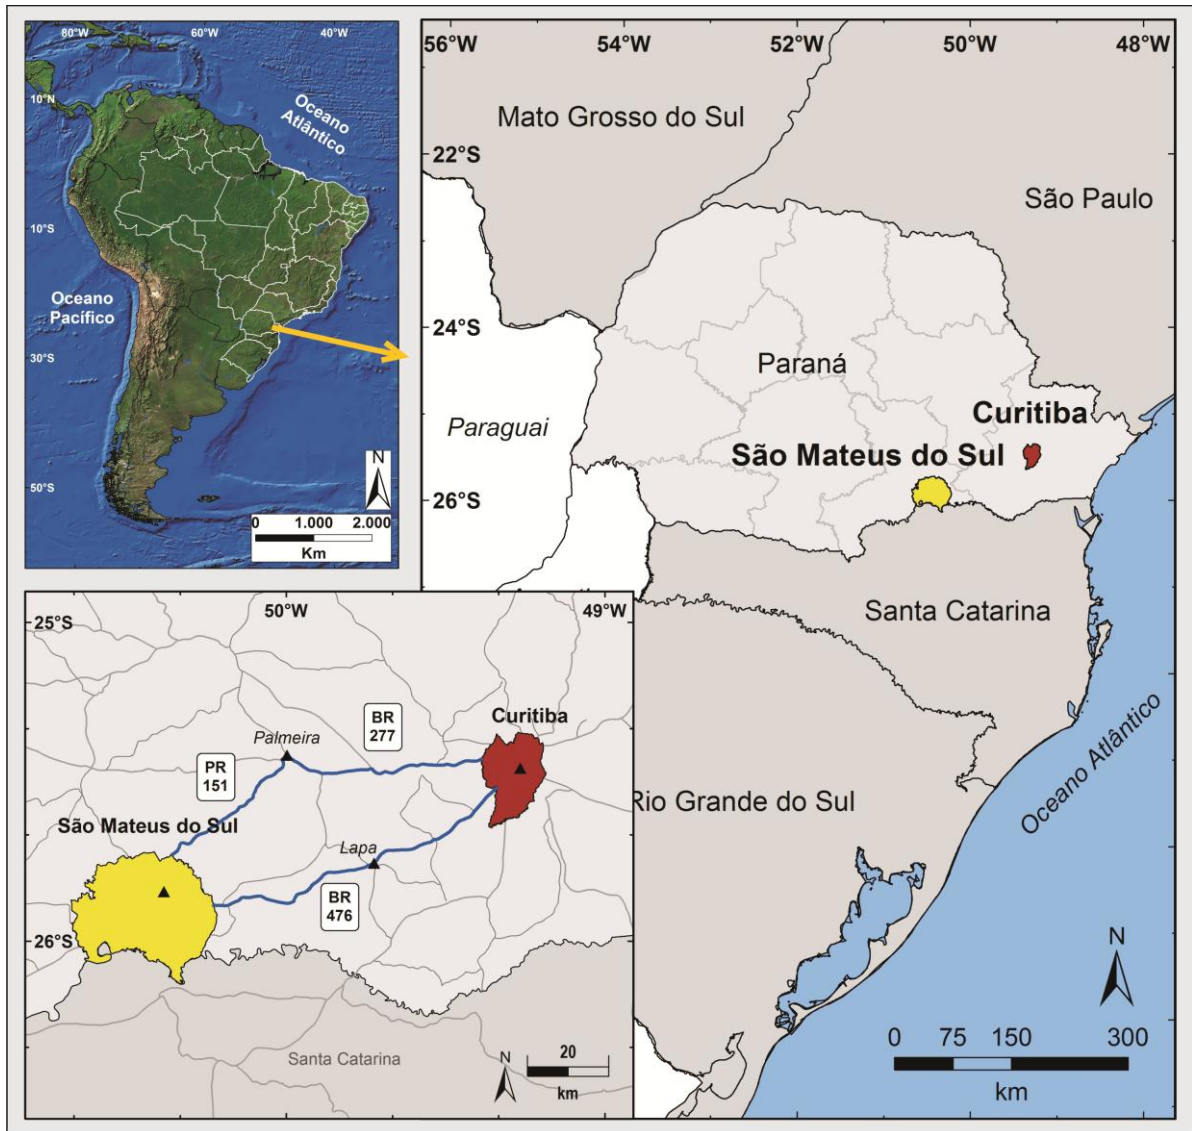 80°W 60°W 40°W
10°N
Oceano
Atlântico
10°S
Oceano
Pacífico
30°S
50°S
N
0 1.000 2.000
Km
56°W 54°W 52°W 50°W 48°W
Mato Grosso do Sul
22°S
São Paulo
24°S
Paraná
Curitiba
Paraguai
São Mateus do Sul
26°S
Santa Catarina
Rio Grande do Sul
Oceano Atlântico
N
0 75 150 300
km
50°W 49°W
25°S
BR
277
Curitiba
Palmeira
PR
151
São Mateus do Sul
Lapa
BR
476
26°S
Santa Catarina
N
20
km